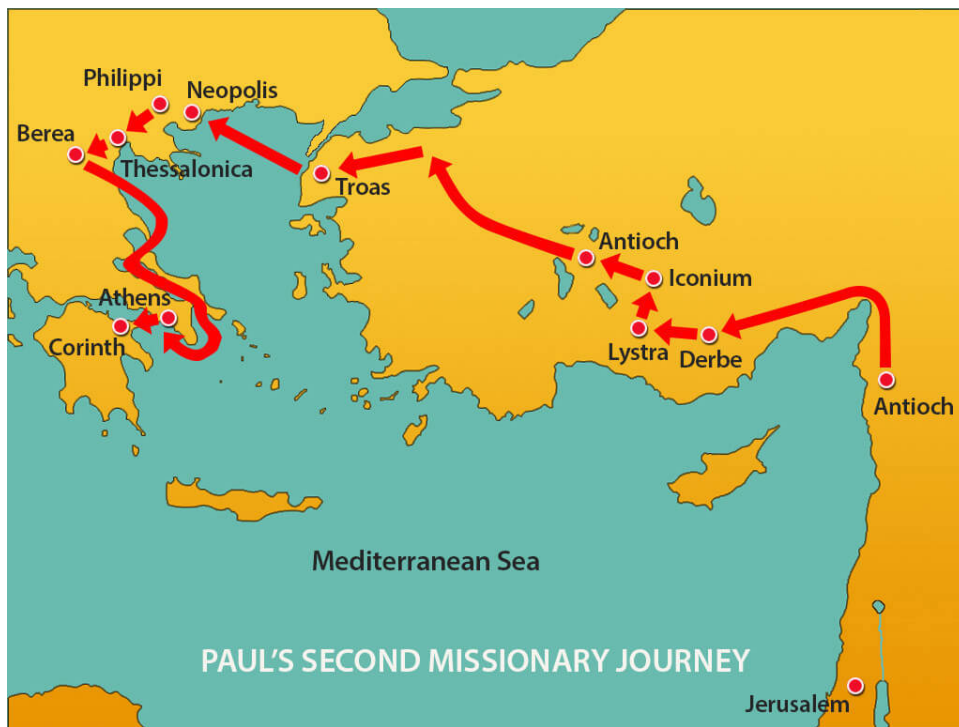 Philippi
Neopolis
Berea
Thessalonica
Troas
Antioch
Iconium
Athens
Corinth
Lystra
Derbe
Antioch
Mediterranean Sea
PAUL'S SECOND MISSIONARY JOURNEY
Jerusalem